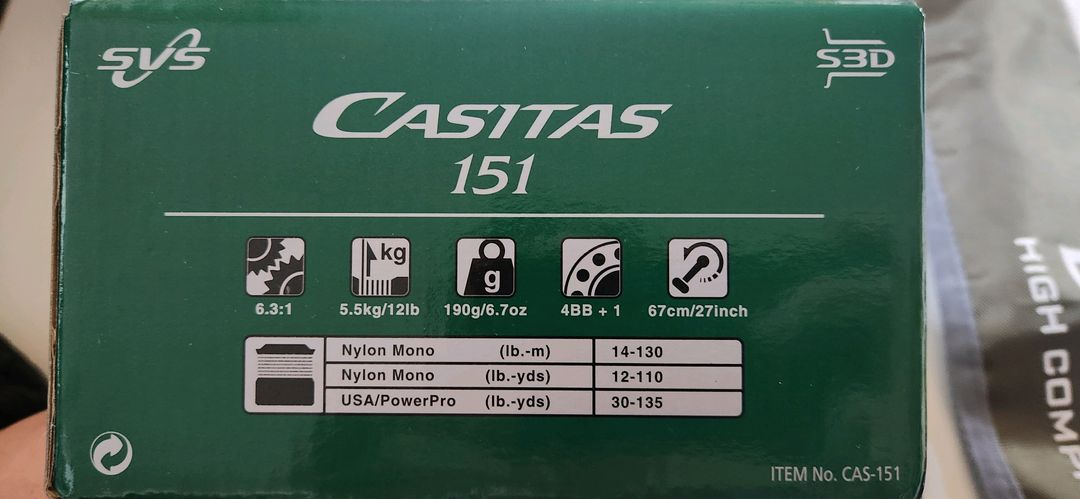 SVS
S3D
CASITAS
151
kg
g
6.3:1
5.5kg/12lb
190g/6.7oz
4BB + 1
67cm/27inch
Nylon Mono (lb.-m) 14-130
Nylon Mono (lb.-yds) 12-110
USA/PowerPro (lb.-yds) 30-135
ITEM No. CAS-151
HIGH COMP